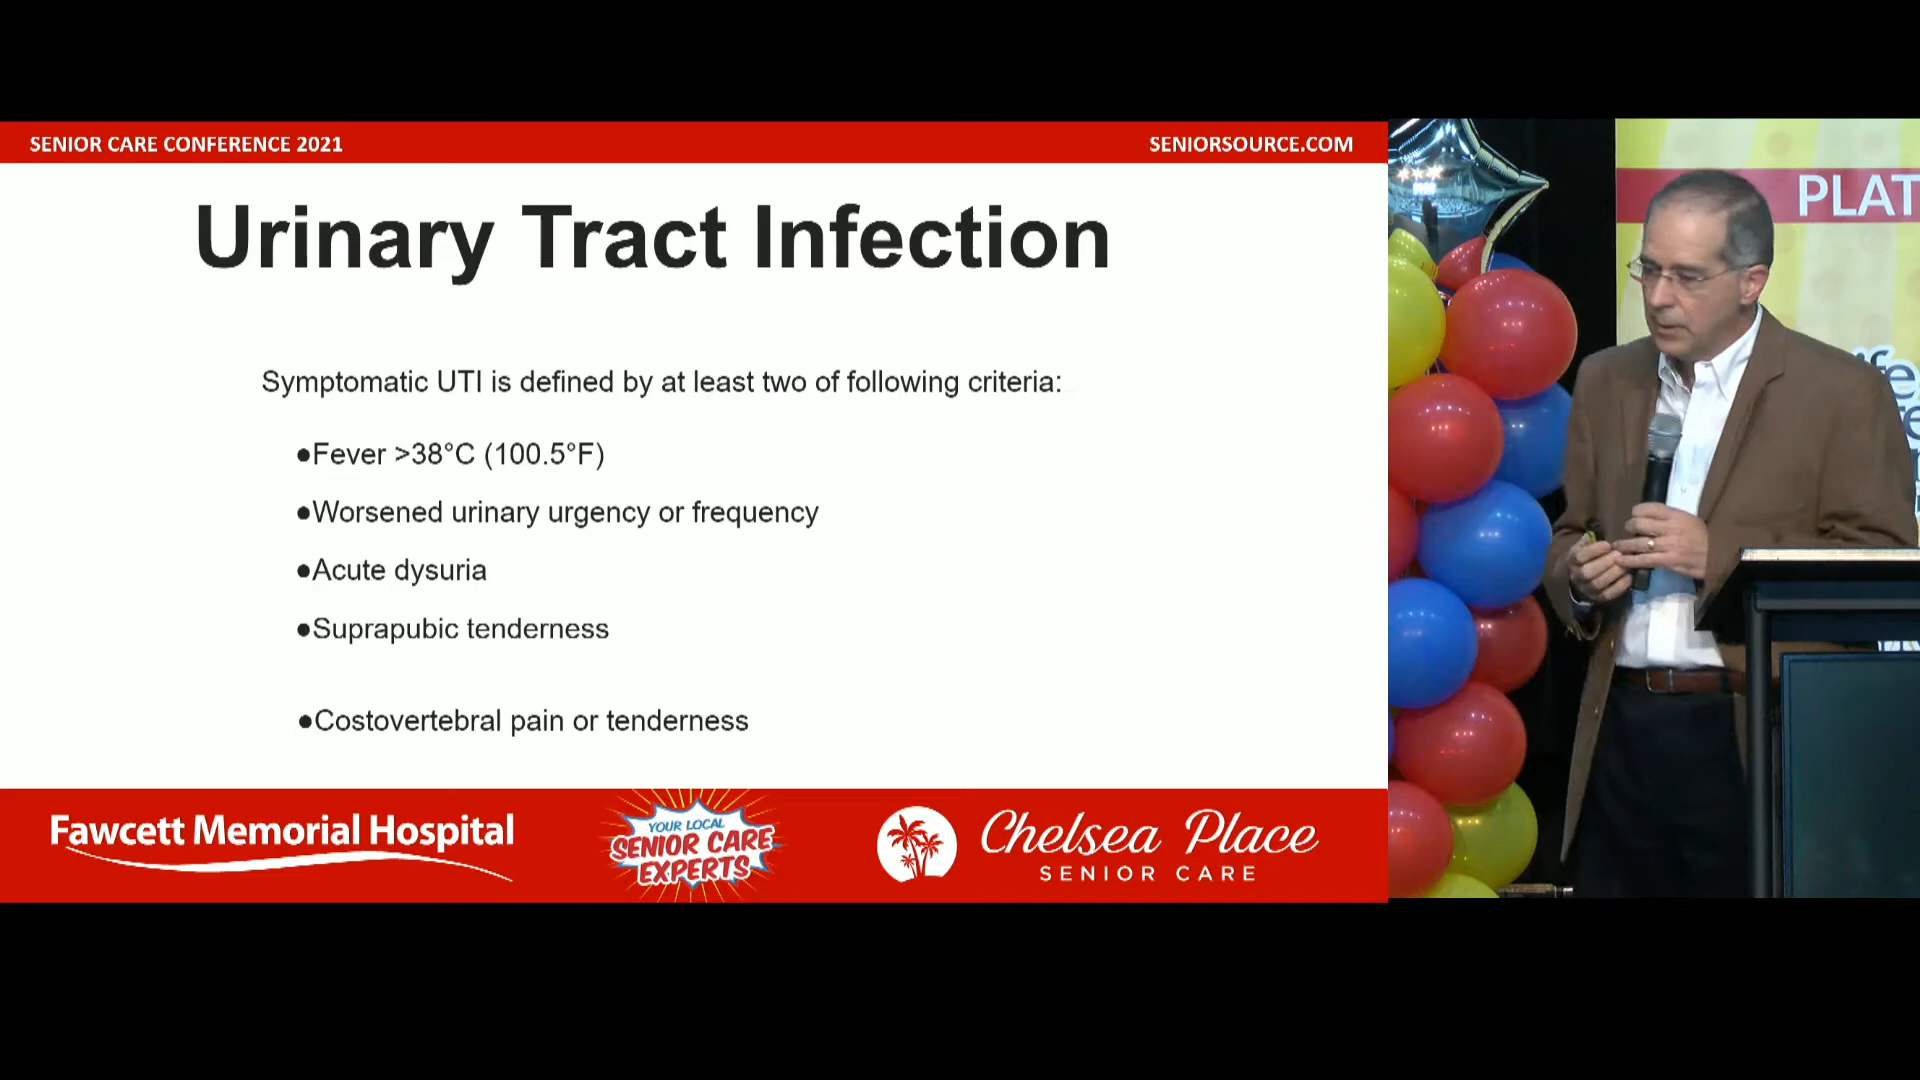 SENIOR CARE CONFERENCE 2021
SENIORSOURCE.COM
Urinary Tract Infection
Symptomatic UTI is defined by at least two of following criteria:
●Fever >38°C (100.5°F)
●Worsened urinary urgency or frequency
●Acute dysuria
●Suprapubic tenderness
●Costovertebral pain or tenderness
Fawcett Memorial Hospital
YOUR LOCAL
SENIOR CARE
EXPERTS
Chelsea Place
SENIOR CARE
PLAT